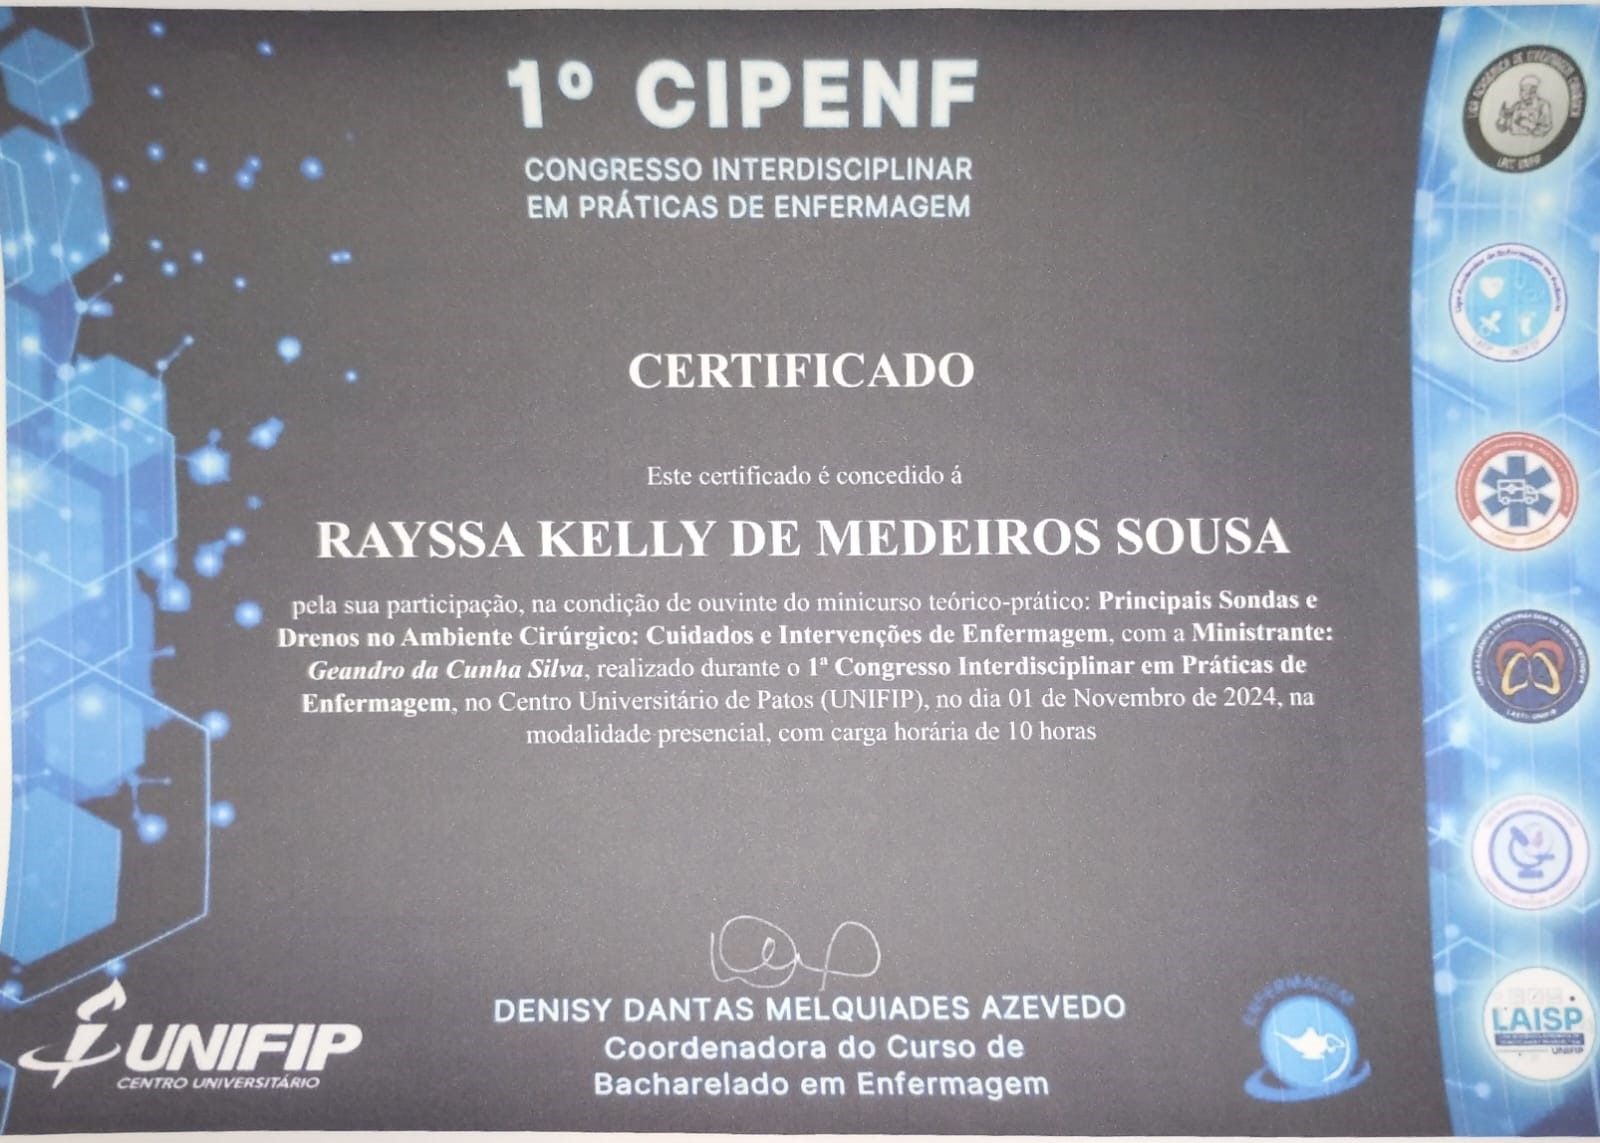 1º CIPENF
CONGRESSO INTERDISCIPLINAR
EM PRÁTICAS DE ENFERMAGEM
CERTIFICADO
Este certificado é concedido á
RAYSSA KELLY DE MEDEIROS SOUSA
pela sua participação, na condição de ouvinte do minicurso teórico-prático: Principais Sondas e
Drenos no Ambiente Cirúrgico: Cuidados e Intervenções de Enfermagem, com a Ministrante:
Geandro da Cunha Silva, realizado durante o 1ª Congresso Interdisciplinar em Práticas de
Enfermagem, no Centro Universitário de Patos (UNIFIP), no dia 01 de Novembro de 2024, na
modalidade presencial, com carga horária de 10 horas
DENISY DANTAS MELQUIADES AZEVEDO
Coordenadora do Curso de
Bacharelado em Enfermagem
UNIFIP
CENTRO UNIVERSITÁRIO
ENFERMAGEM
LAISP
UNIFIP